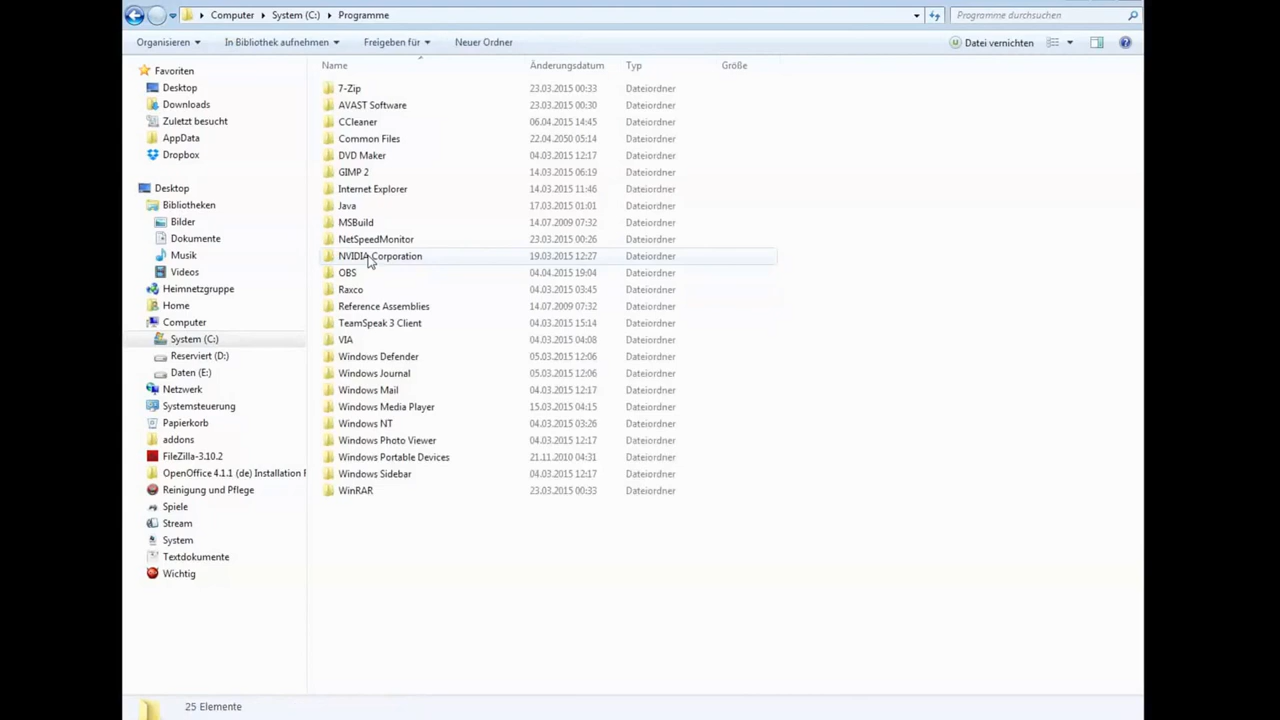 Computer System (C:) Programme
Programme durchsuchen
Organisieren In Bibliothek aufnehmen Freigeben für Neuer Ordner Datei vernichten
Favoriten
Desktop
Downloads
Zuletzt besucht
AppData
Dropbox
Desktop
Bibliotheken
Bilder
Dokumente
Musik
Videos
Heimnetzgruppe
Home
Computer
System (C:)
Reserviert (D:)
Daten (E:)
Netzwerk
Systemsteuerung
Papierkorb
addons
FileZilla-3.10.2
OpenOffice 4.1.1 (de) Installation
Reinigung und Pflege
Spiele
Stream
System
Textdokumente
Wichtig
Name Änderungsdatum Typ Größe
7-Zip 23.03.2015 00:33 Dateiordner
AVAST Software 23.03.2015 00:30 Dateiordner
CCleaner 06.04.2015 14:45 Dateiordner
Common Files 22.04.2050 05:14 Dateiordner
DVD Maker 04.03.2015 12:17 Dateiordner
GIMP 2 14.03.2015 06:19 Dateiordner
Internet Explorer 14.03.2015 11:46 Dateiordner
Java 17.03.2015 01:01 Dateiordner
MSBuild 14.07.2009 07:32 Dateiordner
NetSpeedMonitor 23.03.2015 00:26 Dateiordner
NVIDIA Corporation 19.03.2015 12:27 Dateiordner
OBS 04.04.2015 19:04 Dateiordner
Raxco 04.03.2015 03:45 Dateiordner
Reference Assemblies 14.07.2009 07:32 Dateiordner
TeamSpeak 3 Client 04.03.2015 15:14 Dateiordner
VIA 04.03.2015 04:08 Dateiordner
Windows Defender 05.03.2015 12:06 Dateiordner
Windows Journal 05.03.2015 12:06 Dateiordner
Windows Mail 04.03.2015 12:17 Dateiordner
Windows Media Player 15.03.2015 04:15 Dateiordner
Windows NT 04.03.2015 03:26 Dateiordner
Windows Photo Viewer 04.03.2015 12:17 Dateiordner
Windows Portable Devices 21.11.2010 04:31 Dateiordner
Windows Sidebar 04.03.2015 12:17 Dateiordner
WinRAR 23.03.2015 00:33 Dateiordner
25 Elemente